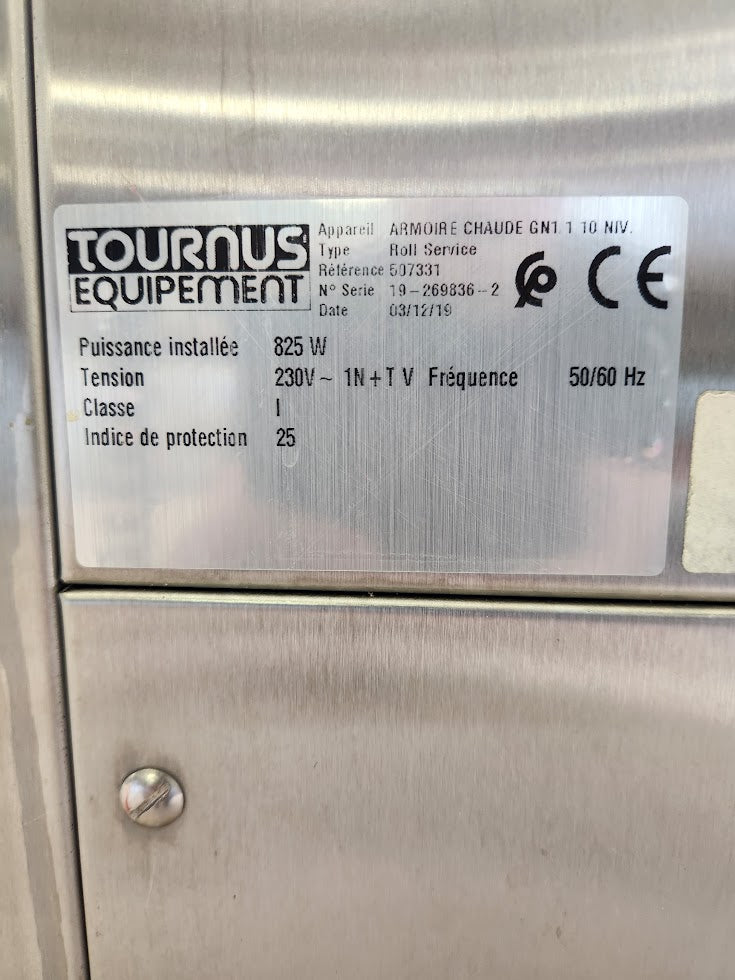 TOURNUS
EQUIPEMENT
Appareil ARMOIRE CHAUDE GN1.1 10 NIV.
Type Roll Service
Référence 507331
N° Serie 19-269836-2
Date 03/12/19
CE
Puissance installée 825 W
Tension 230V ~ 1N + T V Fréquence 50/60 Hz
Classe I
Indice de protection 25